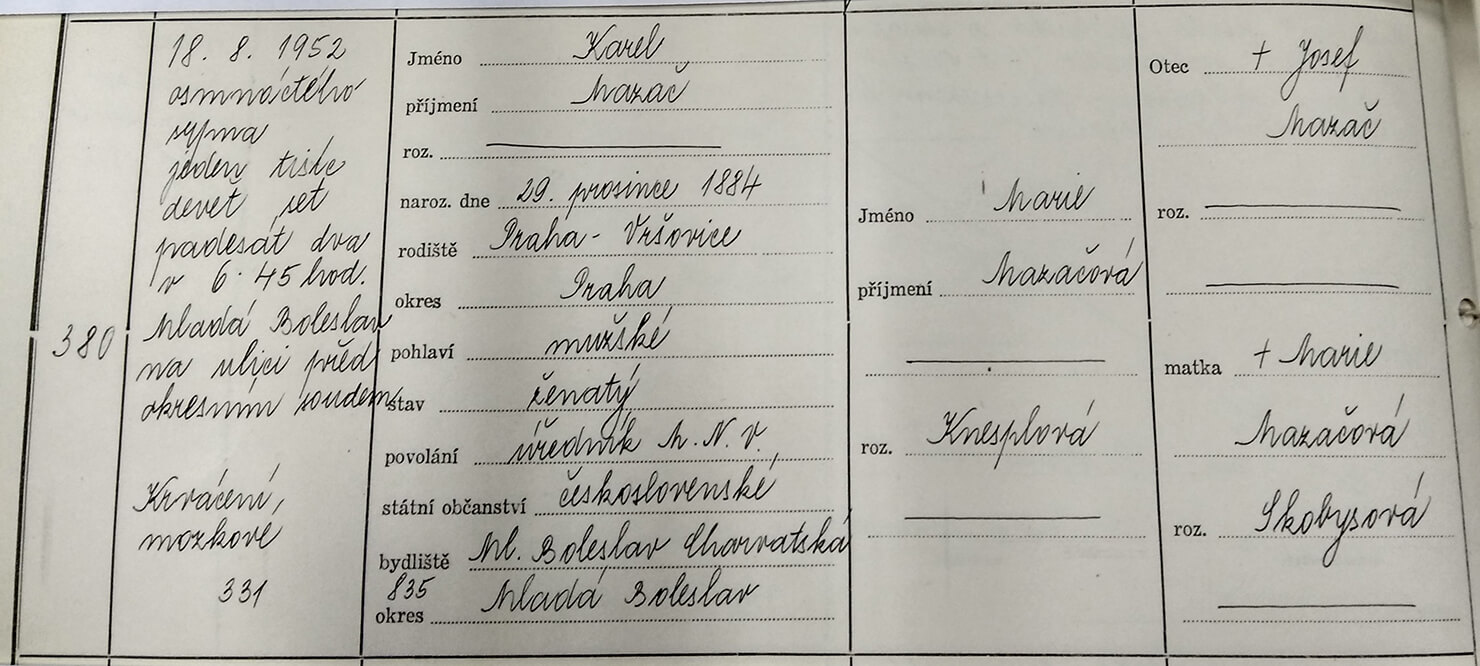 380
18. 8. 1952
osmnáctého
srpna
jeden tisíc
devět set
padesát dva
v 6·45 hod.
Mladá Boleslav
na ulici před
okresním soudem
Krvácení,
mozkové
331
Jméno Karel
příjmení Mazač
roz.
naroz. dne 29. prosince 1884
rodiště Praha - Vršovice
okres Praha
pohlaví mužské
stav ženatý
povolání úředník M. N. V.
státní občanství československé
bydliště Ml. Boleslav Charvatská
835
okres Mladá Boleslav
Jméno Marie
příjmení Mazačová
roz. Knesplová
Otec + Josef
Mazač
roz.
matka + Marie
Mazačová
roz. Skobysová